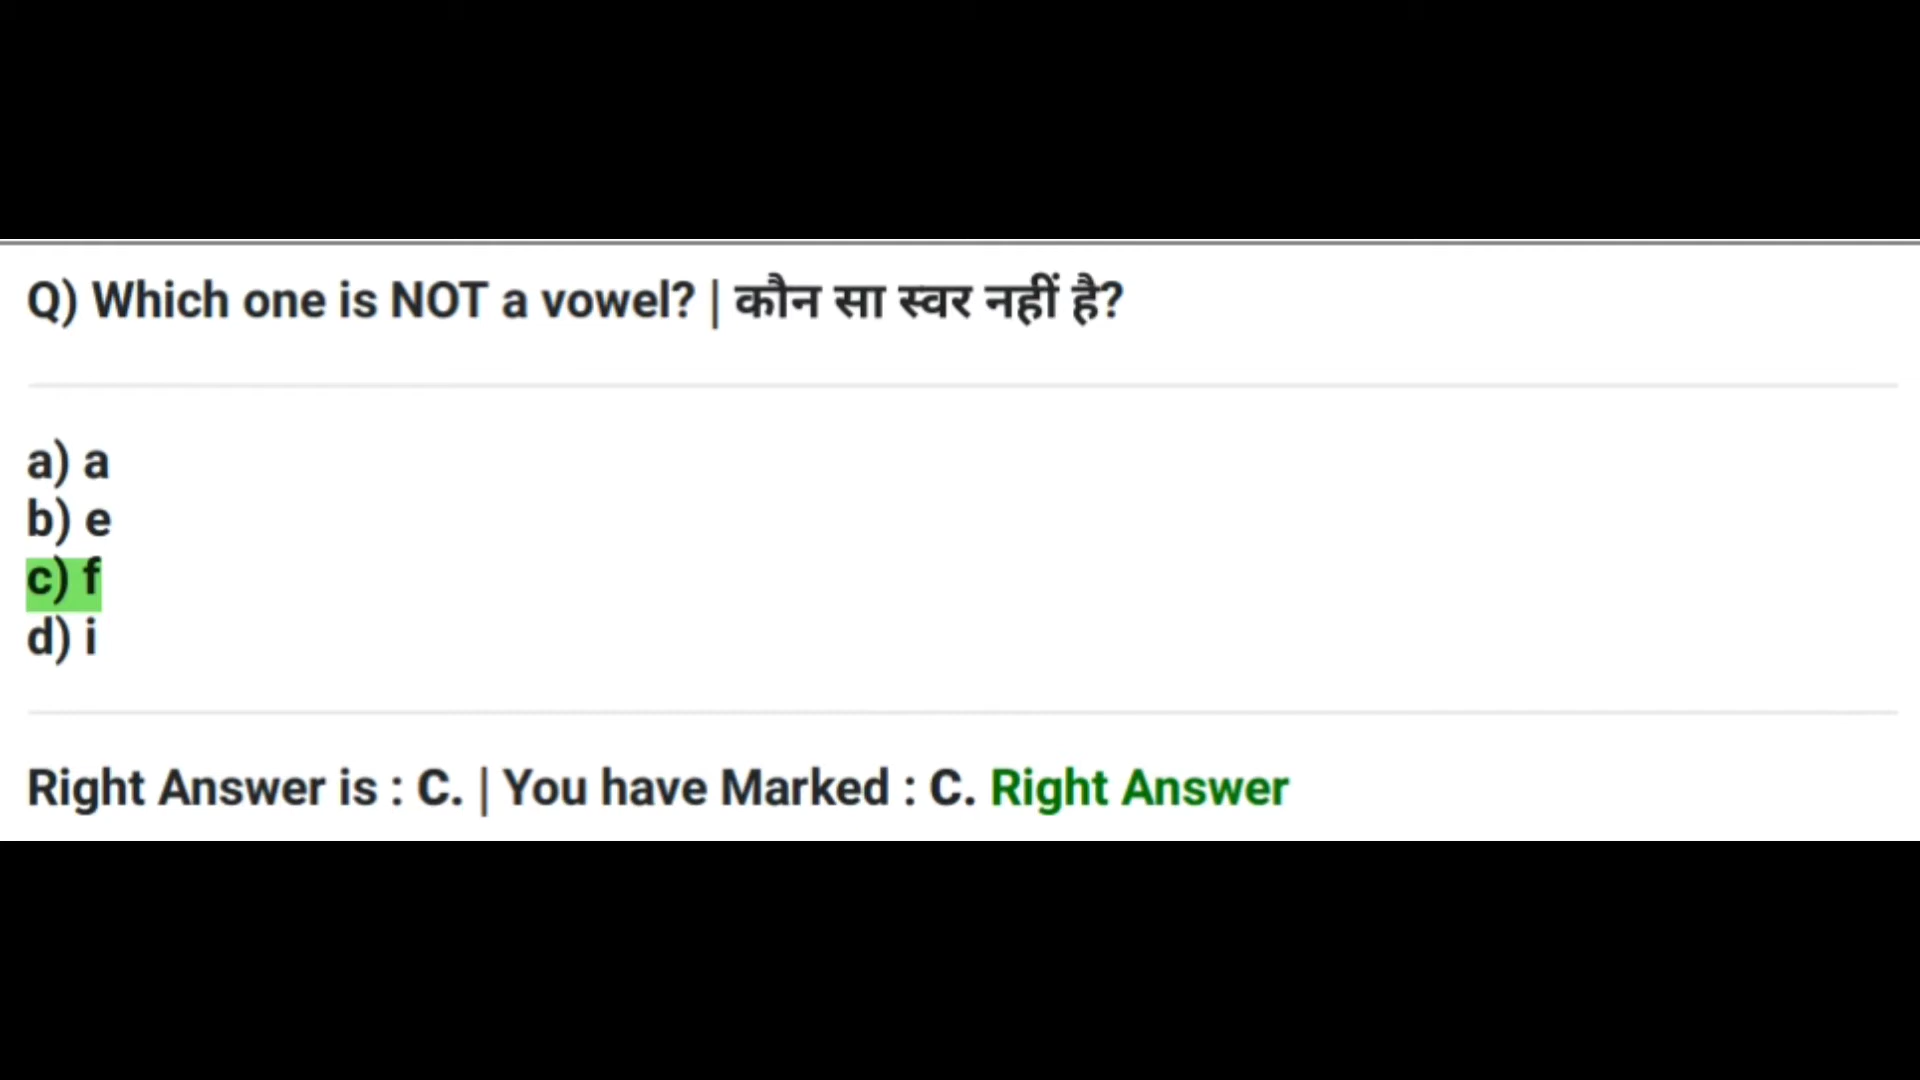 Q) Which one is NOT a vowel? | कौन सा स्वर नहीं है?
a) a
b) e
c) f
d) i
Right Answer is : C. | You have Marked : C. Right Answer